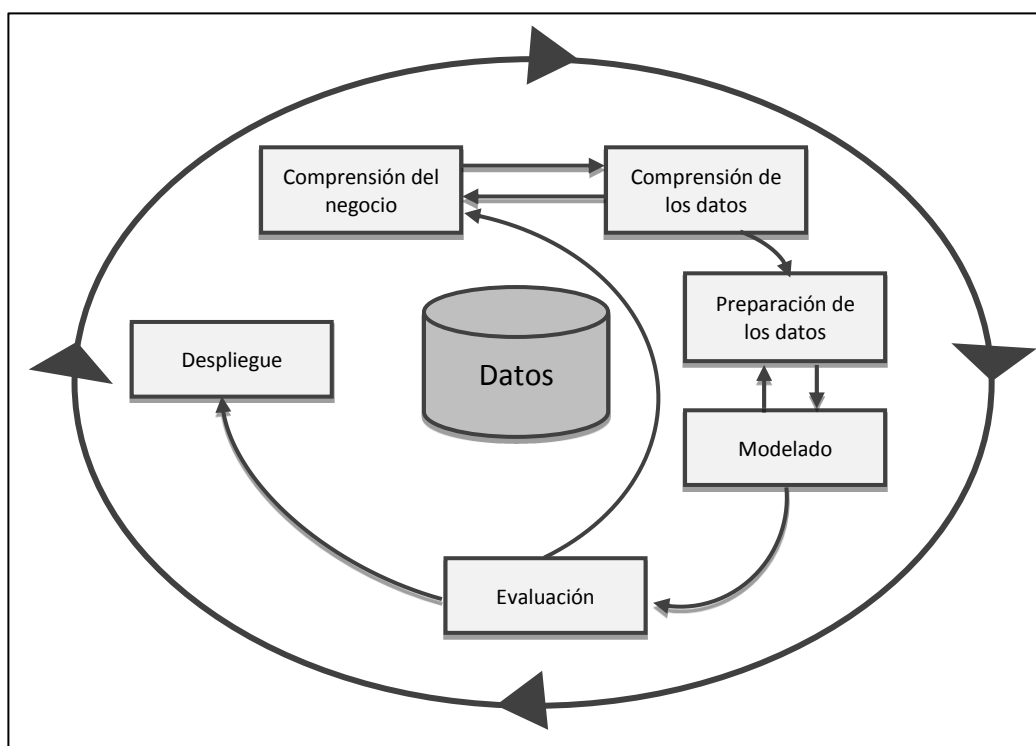 Comprensión del
negocio
Comprensión de
los datos
Preparación de
los datos
Despliegue
Datos
Modelado
Evaluación